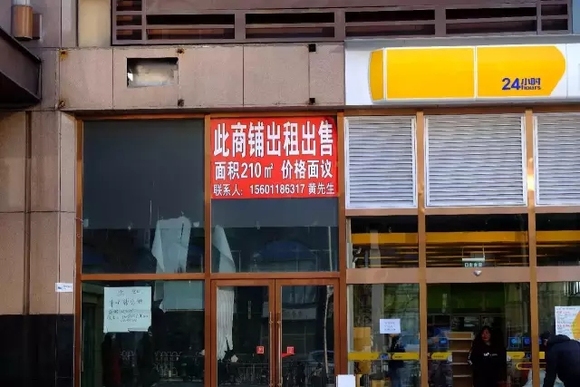 此商铺出租出售
面积210㎡ 价格面议
联系人: 15601186317 黄先生
24小时
hours